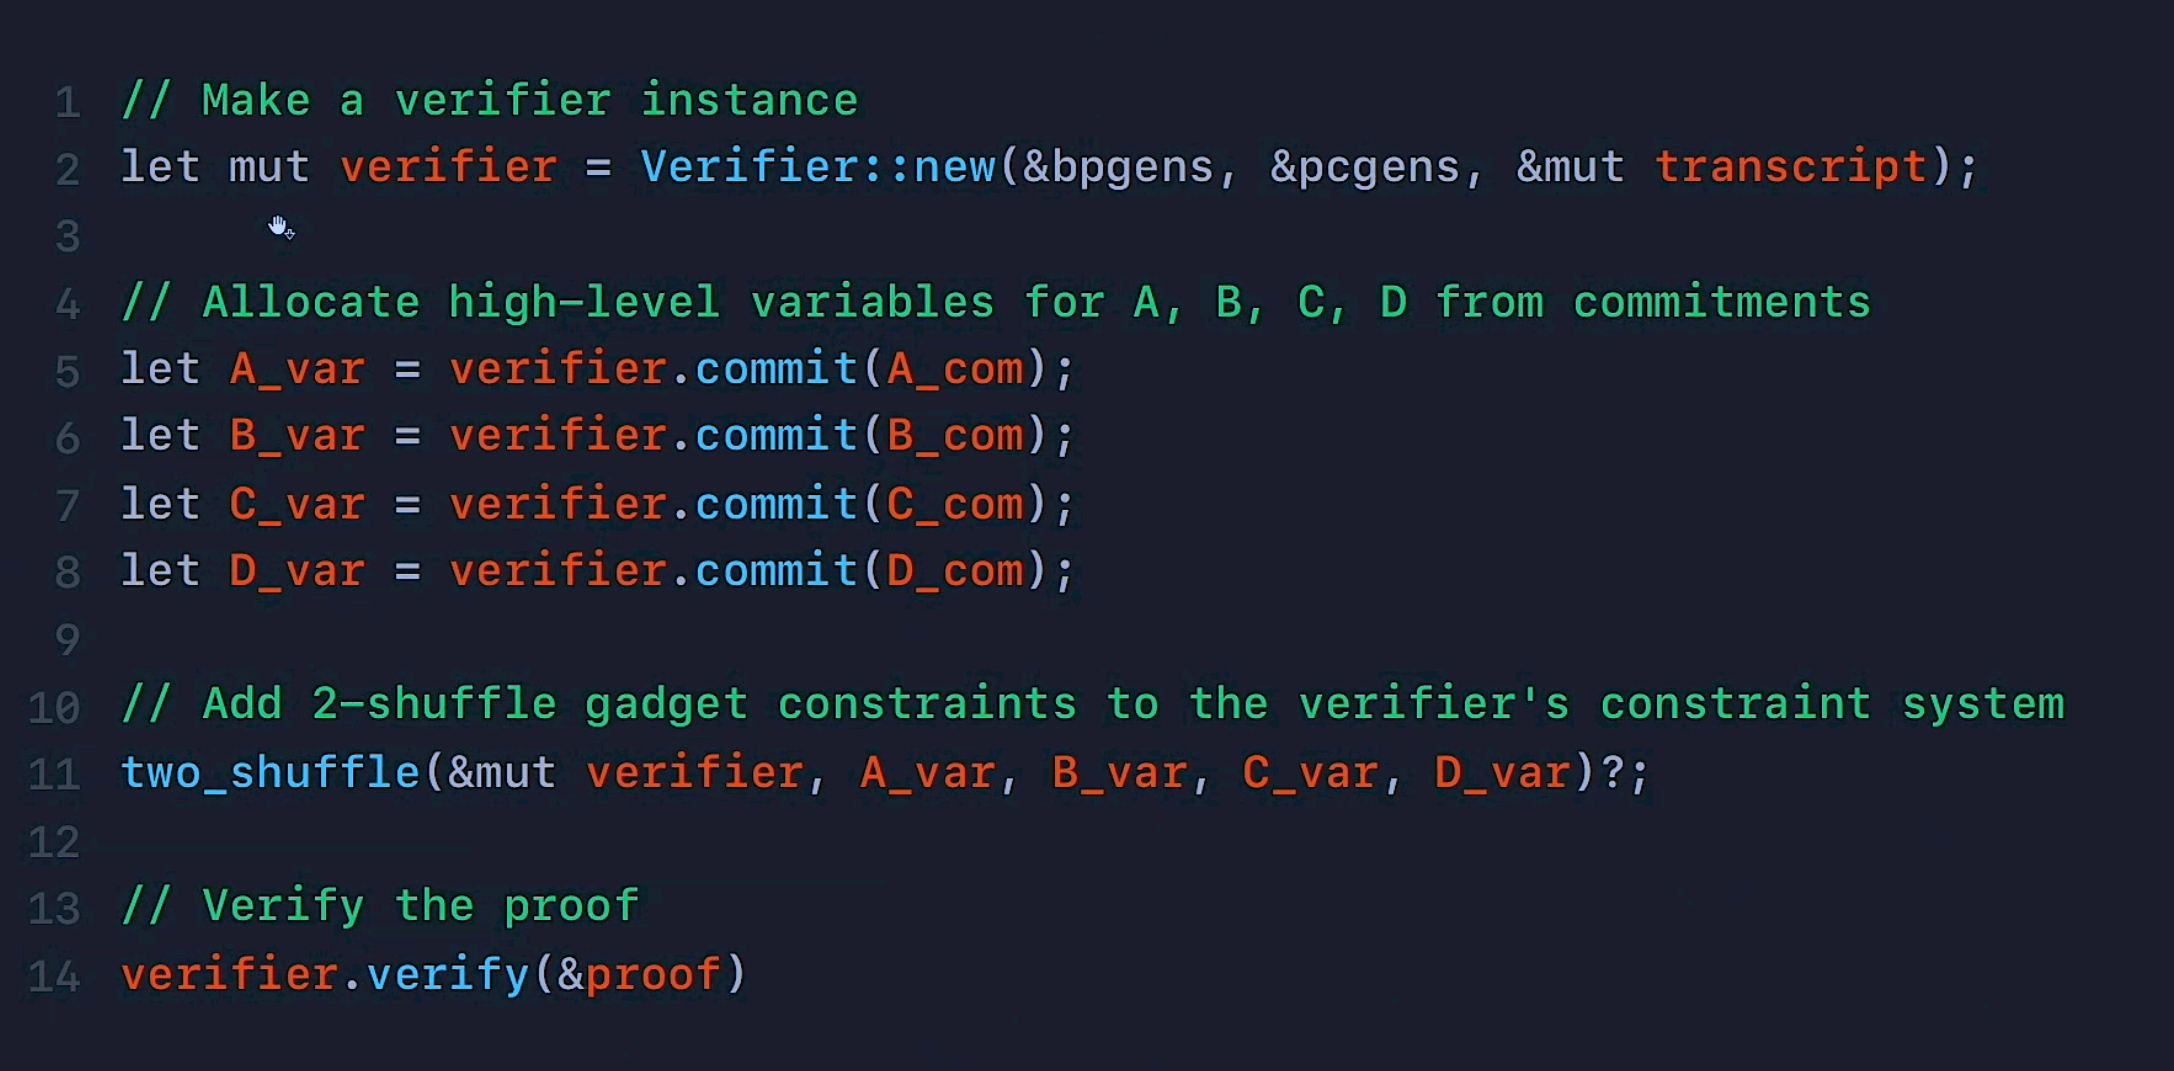 1 // Make a verifier instance
2 let mut verifier = Verifier::new(&bpgens, &pcgens, &mut transcript);
3
4 // Allocate high-level variables for A, B, C, D from commitments
5 let A_var = verifier.commit(A_com);
6 let B_var = verifier.commit(B_com);
7 let C_var = verifier.commit(C_com);
8 let D_var = verifier.commit(D_com);
9
10 // Add 2-shuffle gadget constraints to the verifier's constraint system
11 two_shuffle(&mut verifier, A_var, B_var, C_var, D_var)?;
12
13 // Verify the proof
14 verifier.verify(&proof)